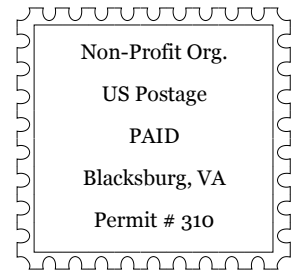 Non-Profit Org.
US Postage
PAID
Blacksburg, VA
Permit # 310